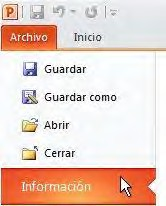 P
Archivo Inicio
Guardar
Guardar como
Abrir
Cerrar
Información